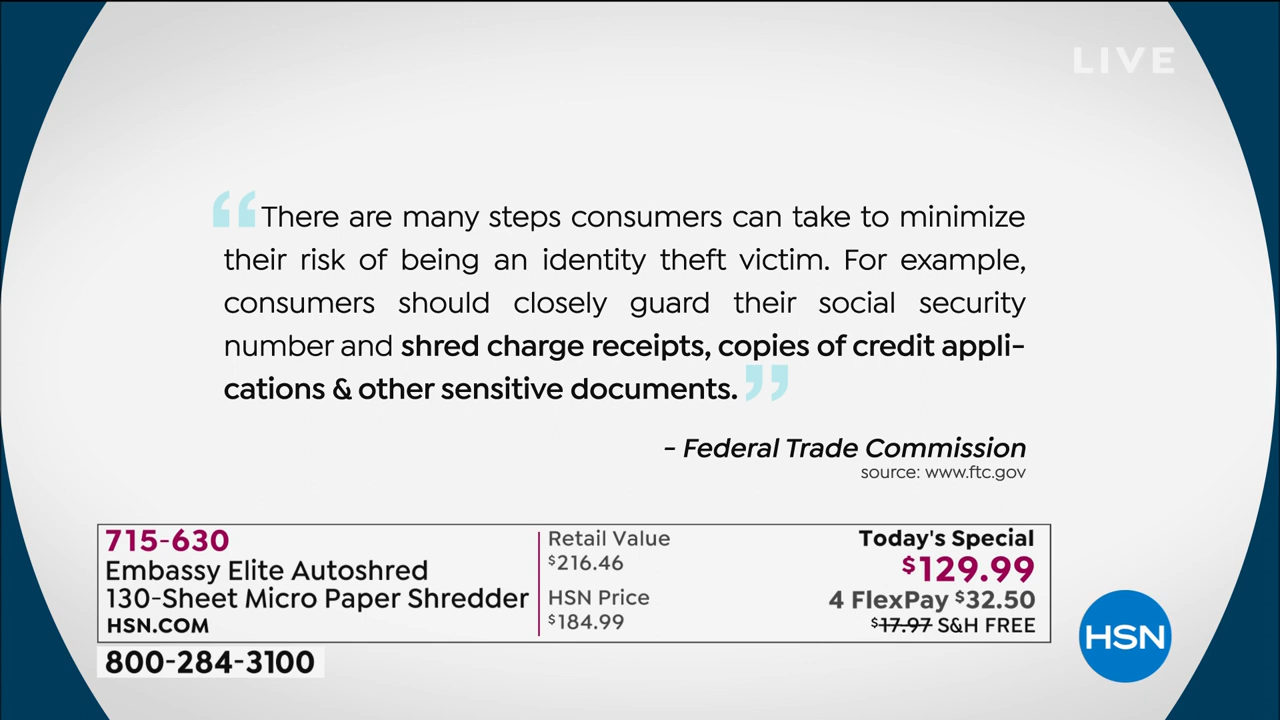 LIVE
“There are many steps consumers can take to minimize
their risk of being an identity theft victim. For example,
consumers should closely guard their social security
number and shred charge receipts, copies of credit appli-
cations & other sensitive documents.”
- Federal Trade Commission
source: www.ftc.gov
715-630
Embassy Elite Autoshred
130-Sheet Micro Paper Shredder
HSN.COM
Retail Value
$216.46
HSN Price
$184.99
Today's Special
$129.99
4 FlexPay $32.50
$17.97 S&H FREE
800-284-3100
HSN